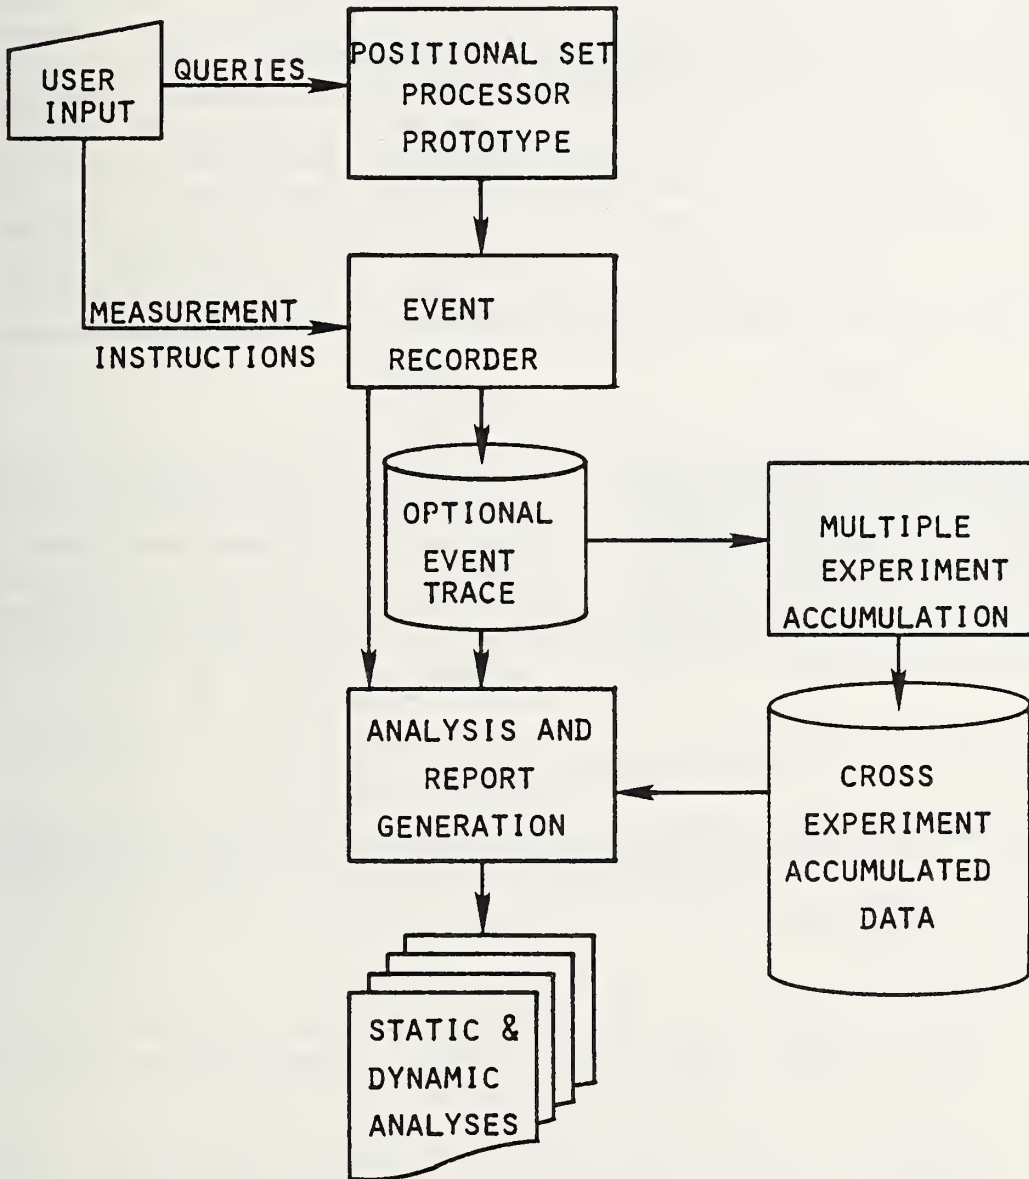 USER
INPUT
QUERIES
POSITIONAL SET
PROCESSOR
PROTOTYPE
MEASUREMENT
INSTRUCTIONS
EVENT
RECORDER
OPTIONAL
EVENT
TRACE
MULTIPLE
EXPERIMENT
ACCUMULATION
ANALYSIS AND
REPORT
GENERATION
CROSS
EXPERIMENT
ACCUMULATED
DATA
STATIC &
DYNAMIC
ANALYSES